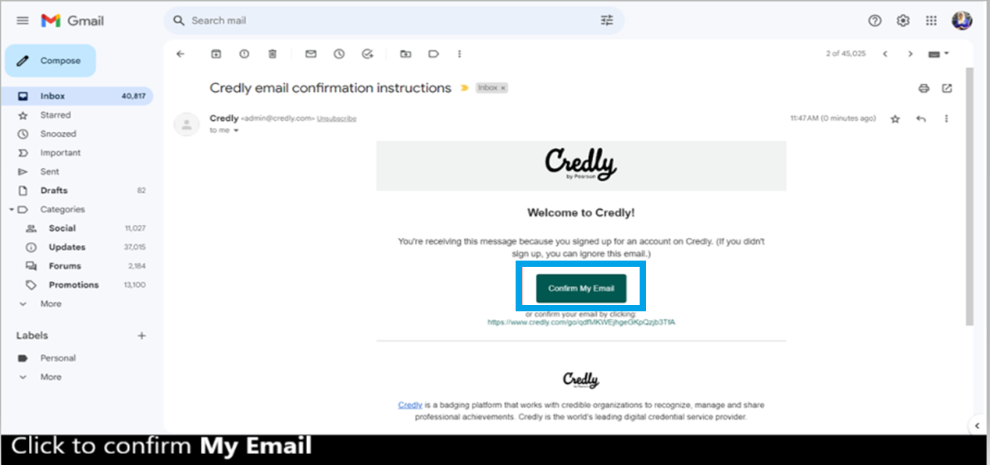 Gmail
Search mail
Compose
2 of 45,025
Inbox 40,817
Starred
Snoozed
Important
Sent
Drafts 82
Categories
Social 11,027
Updates 37,015
Forums 2,184
Promotions 13,100
More
Labels +
Personal
More
Credly email confirmation instructions
Inbox x
Credly <admin@credly.com> Unsubscribe
11:47 AM (0 minutes ago)
to me
Credly
by Pearson
Welcome to Credly!
You're receiving this message because you signed up for an account on Credly. (If you didn't
sign up, you can ignore this email.)
Confirm My Email
or confirm your email by clicking:
https://www.credly.com/go/qdfMKWEjhgeGKpQzjb3TfA
Credly
by Pearson
Credly is a badging platform that works with credible organizations to recognize, manage and share
professional achievements. Credly is the world's leading digital credential service provider.
Click to confirm My Email